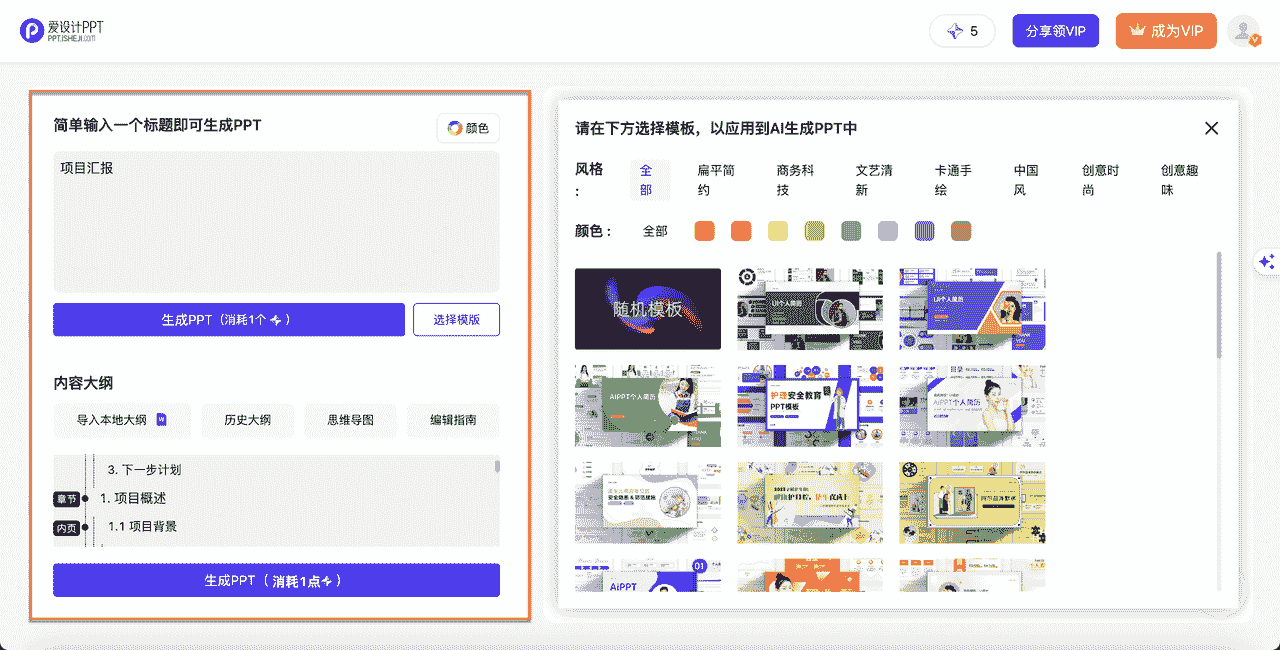 爱设计PPT
PPT.ISHEJI.COM
5
分享领VIP
成为VIP
简单输入一个标题即可生成PPT
颜色
项目汇报
生成PPT（消耗1个）
选择模版
内容大纲
导入本地大纲 W
历史大纲
思维导图
编辑指南
3. 下一步计划
章节
1. 项目概述
内页
1.1 项目背景
生成PPT（ 消耗1点 ）
请在下方选择模板，以应用到AI生成PPT中
风格：
全部
扁平简约
商务科技
文艺清新
卡通手绘
中国风
创意时尚
创意趣味
颜色：
全部
随机模板
UI个人简历
UI个人简历
AiPPT个人简历
护理安全教育
PPT模板
目录
AiPPT个人简历
01
AiPPT